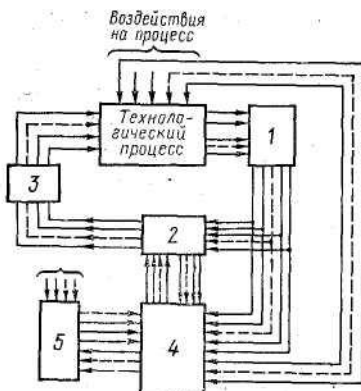 Воздействия
на процесс
Техноло-
гический
процесс
1
3
2
5
4